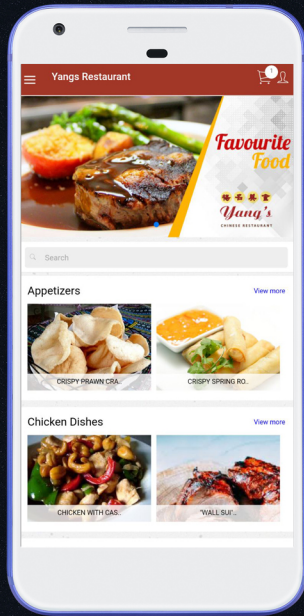 Yangs Restaurant
1
Favourite
Food
Yang's
CHINESE RESTAURANT
Search
Appetizers
View more
CRISPY PRAWN CRA..
CRISPY SPRING RO..
Chicken Dishes
View more
CHICKEN WITH CAS..
"WALL SUI"..